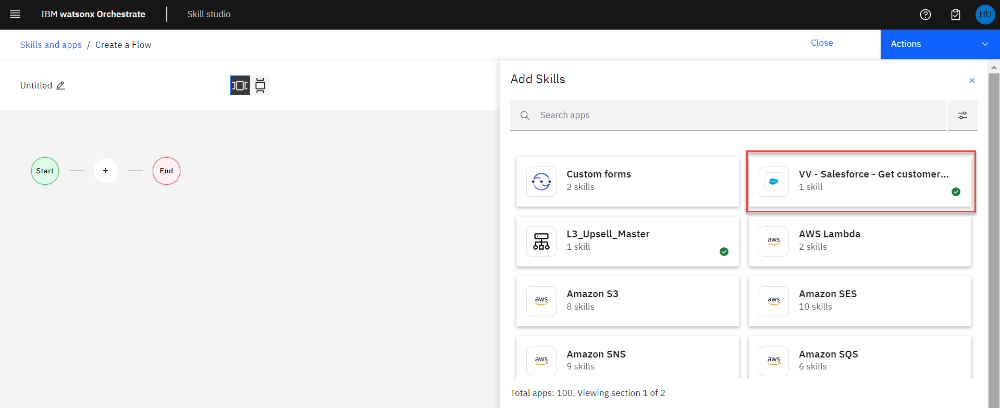 IBM watsonx Orchestrate
Skill studio
HU
Skills and apps / Create a Flow
Close
Actions
Untitled
Start
+
End
Add Skills
Search apps
Custom forms
2 skills
VV - Salesforce - Get customer...
1 skill
L3_Upsell_Master
1 skill
aws
AWS Lambda
2 skills
aws
Amazon S3
8 skills
aws
Amazon SES
10 skills
aws
Amazon SNS
9 skills
aws
Amazon SQS
6 skills
Total apps: 100. Viewing section 1 of 2